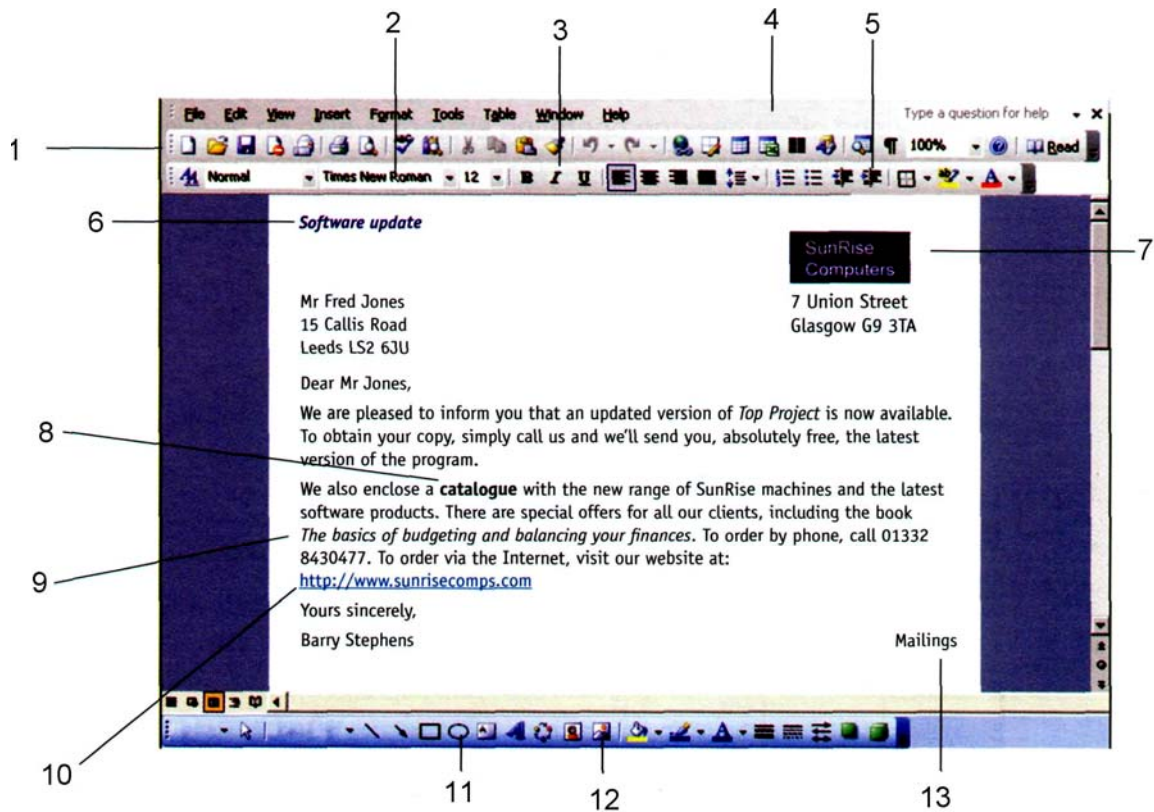 2 3 4 5
File Edit View Insert Format Tools Table Window Help Type a question for help
1 100% Read
Normal Times New Roman 12 B I U
6 Software update
SunRise 7
Computers
Mr Fred Jones 7 Union Street
15 Callis Road Glasgow G9 3TA
Leeds LS2 6JU
Dear Mr Jones,
We are pleased to inform you that an updated version of Top Project is now available.
8 To obtain your copy, simply call us and we'll send you, absolutely free, the latest
version of the program.
We also enclose a catalogue with the new range of SunRise machines and the latest
software products. There are special offers for all our clients, including the book
The basics of budgeting and balancing your finances. To order by phone, call 01332
9 8430477. To order via the Internet, visit our website at:
http://www.sunrisecomps.com
Yours sincerely,
Barry Stephens Mailings
10 11 12 13